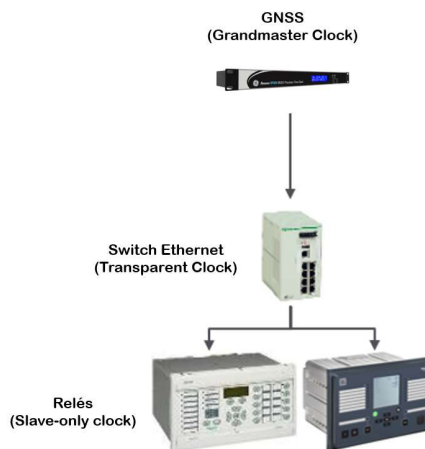 GNSS
(Grandmaster Clock)
Switch Ethernet
(Transparent Clock)
Relés
(Slave-only clock)